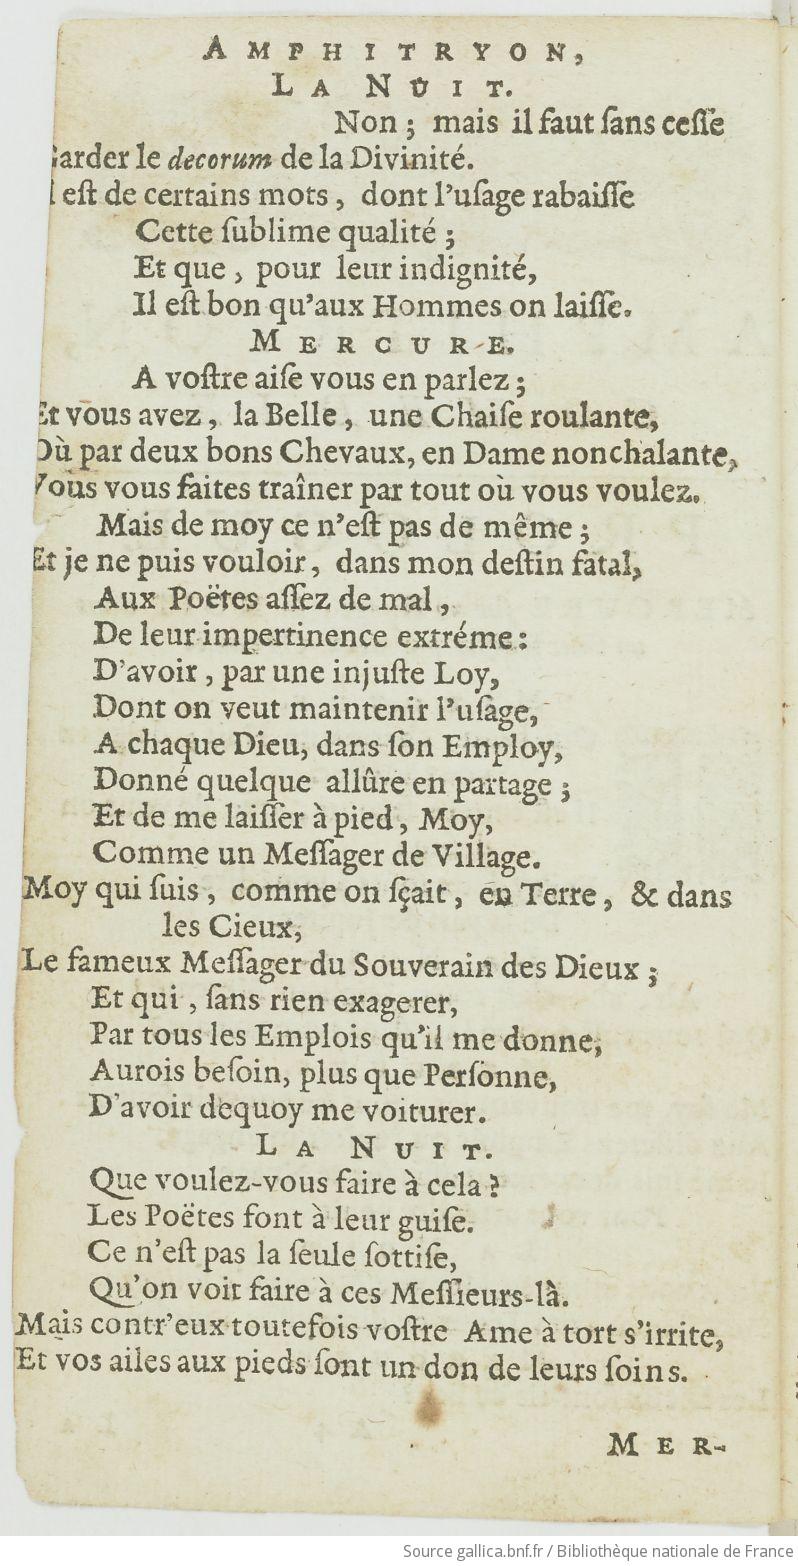 AMPHITRYON,
LA NUIT.
Non ; mais il faut ſans ceſſe
Garder le decorum de la Divinité.
Il eſt de certains mots, dont l'uſage rabaiſſe
Cette ſublime qualité ;
Et que, pour leur indignité,
Il eſt bon qu'aux Hommes on laiſſe.
MERCURE.
A voſtre aiſe vous en parlez ;
Et vous avez, la Belle, une Chaiſe roulante,
Où par deux bons Chevaux, en Dame nonchalante,
Vous vous faites traîner par tout où vous voulez.
Mais de moy ce n'eſt pas de même ;
Et je ne puis vouloir, dans mon deſtin fatal,
Aux Poëtes aſſez de mal,
De leur impertinence extréme :
D'avoir, par une injuſte Loy,
Dont on veut maintenir l'uſage,
A chaque Dieu, dans ſon Employ,
Donné quelque allûre en partage ;
Et de me laiſſer à pied, Moy,
Comme un Meſſager de Village.
Moy qui ſuis, comme on ſçait, en Terre, & dans
les Cieux,
Le fameux Meſſager du Souverain des Dieux ;
Et qui, ſans rien exagerer,
Par tous les Emplois qu'il me donne,
Aurois beſoin, plus que Perſonne,
D'avoir dequoy me voiturer.
LA NUIT.
Que voulez-vous faire à cela ?
Les Poëtes font à leur guiſe.
Ce n'eſt pas la ſeule ſottiſe,
Qu'on voit faire à ces Meſſieurs-là.
Mais contr'eux toutefois voſtre Ame à tort s'irrite,
Et vos ailes aux pieds ſont un don de leurs ſoins.
MER-
Source gallica.bnf.fr / Bibliothèque nationale de France